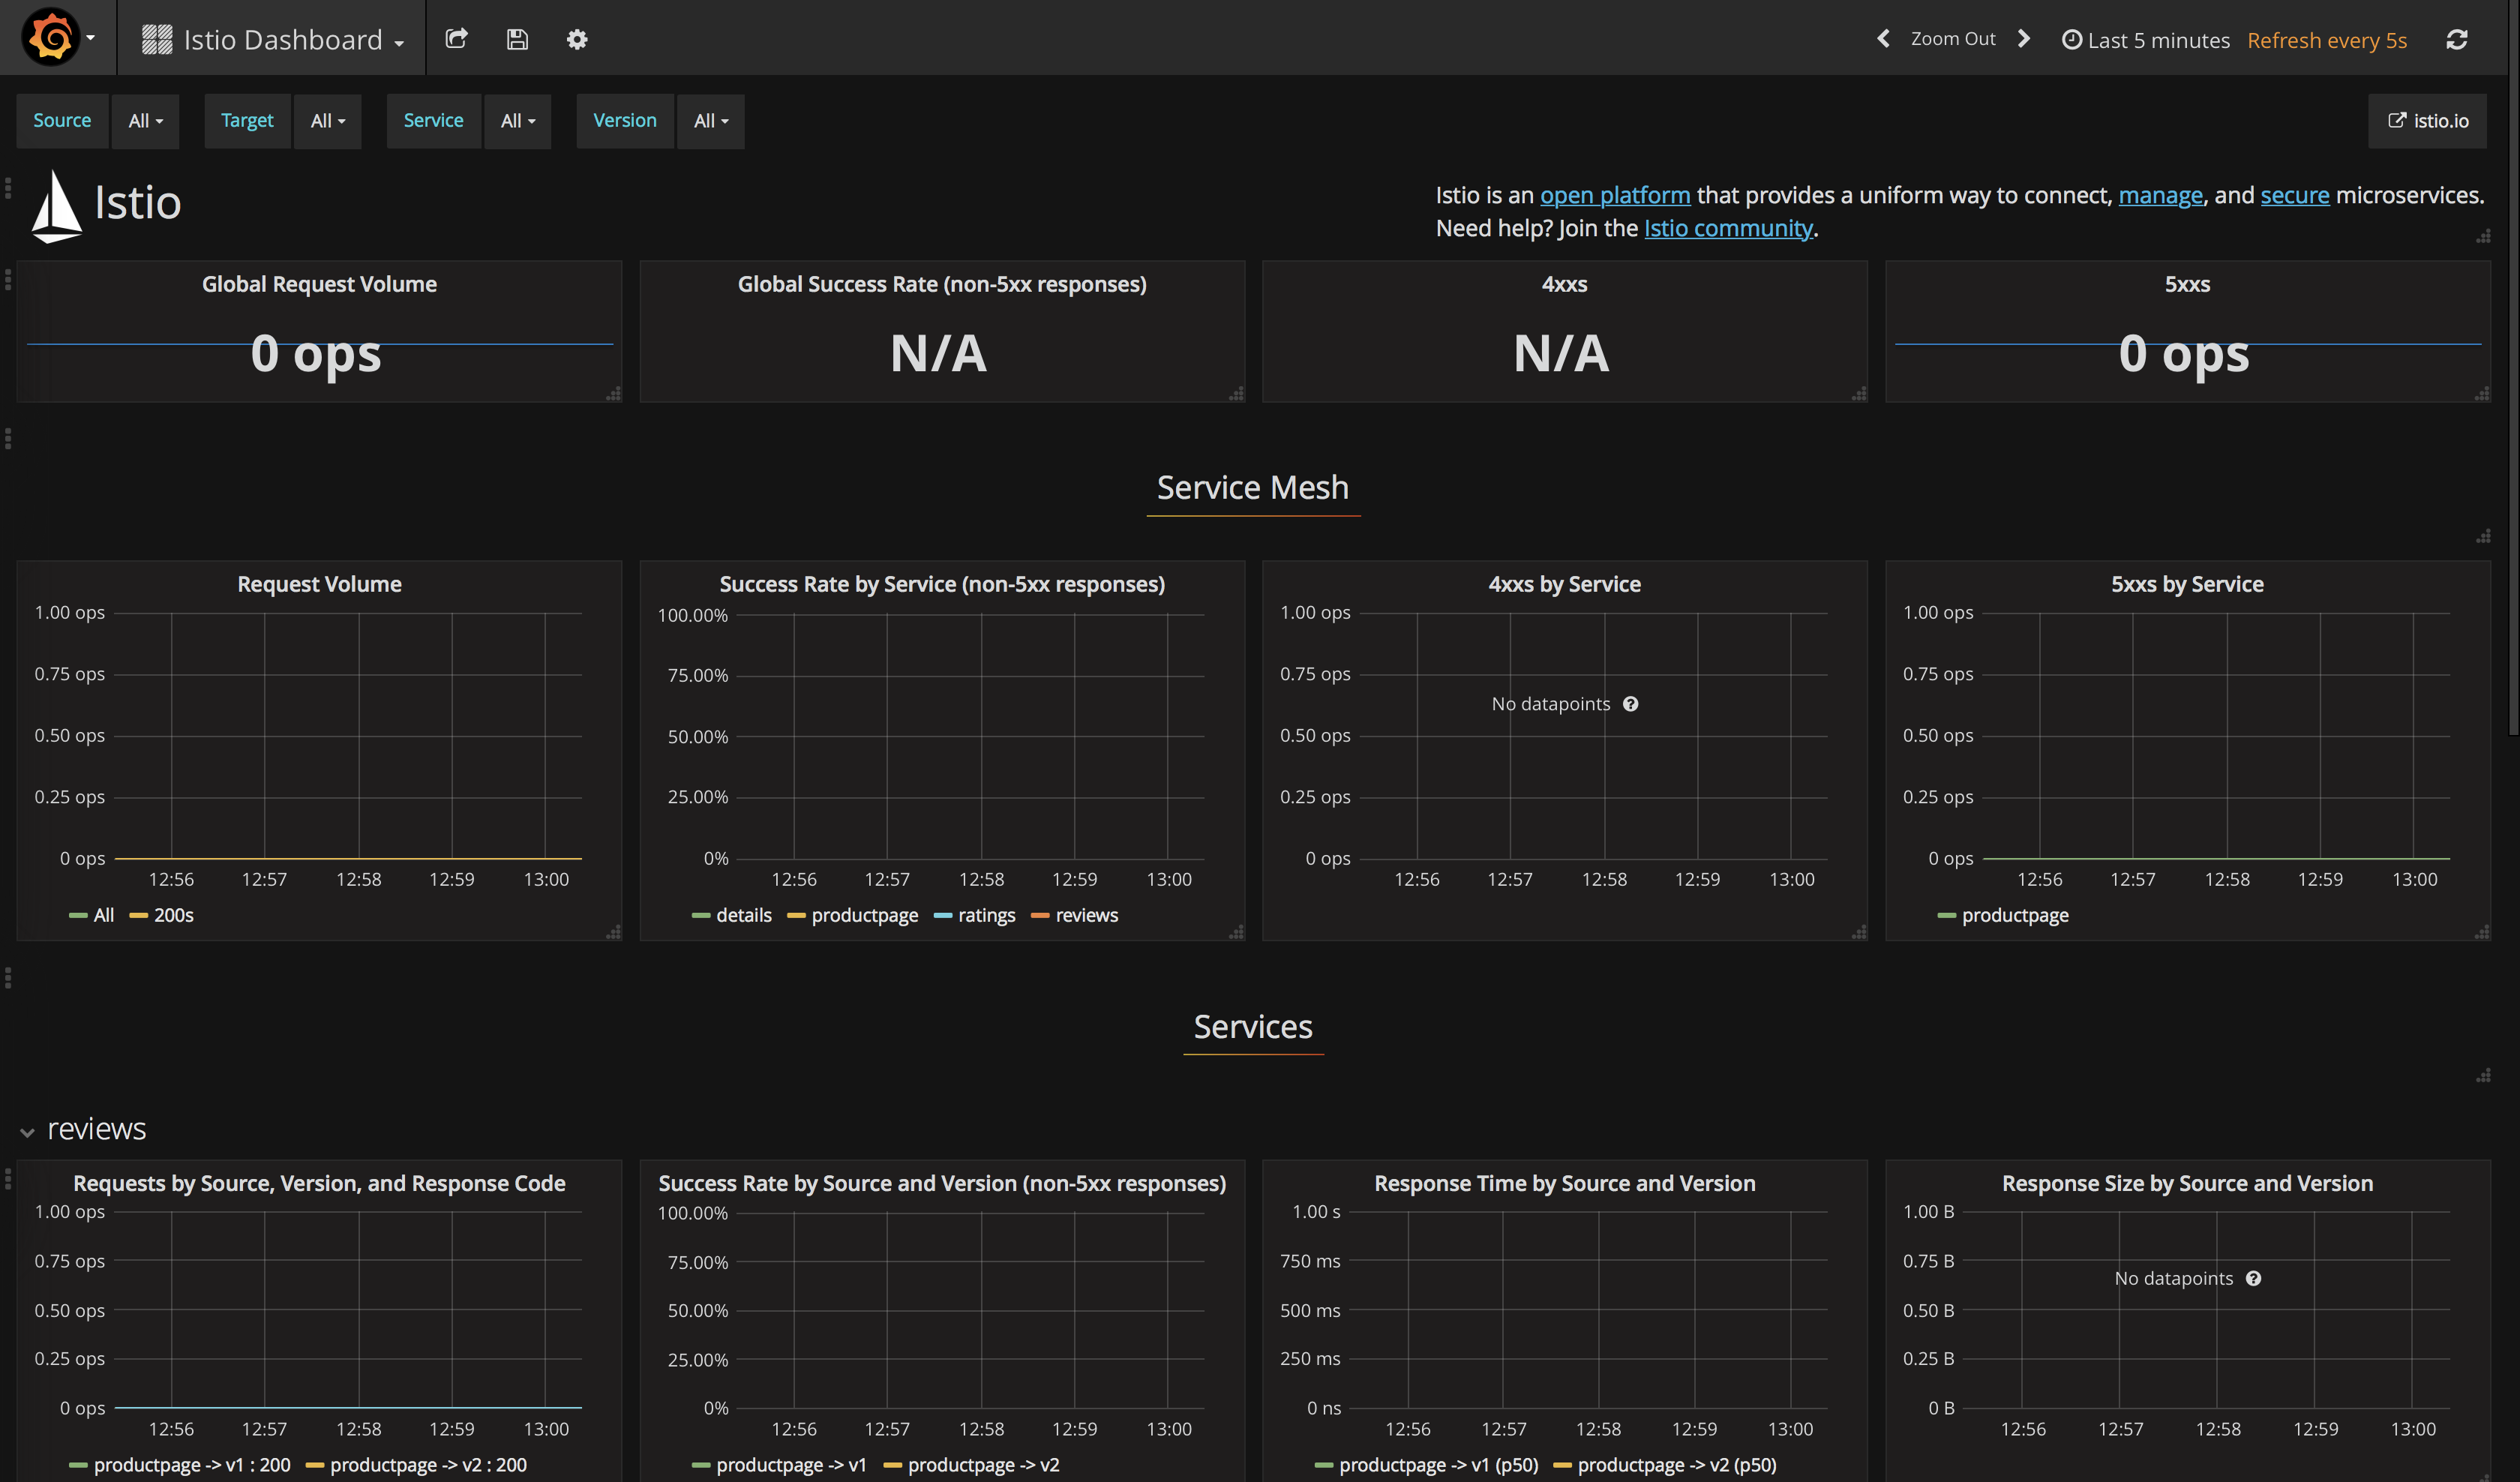 Istio Dashboard
Zoom Out
Last 5 minutes
Refresh every 5s
Source All Target All Service All Version All
istio.io
Istio
Istio is an open platform that provides a uniform way to connect, manage, and secure microservices.
Need help? Join the Istio community.
Global Request Volume
0 ops
Global Success Rate (non-5xx responses)
N/A
4xxs
N/A
5xxs
0 ops
Service Mesh
Request Volume
1.00 ops
0.75 ops
0.50 ops
0.25 ops
0 ops
12:56 12:57 12:58 12:59 13:00
All 200s
Success Rate by Service (non-5xx responses)
100.00%
75.00%
50.00%
25.00%
0%
12:56 12:57 12:58 12:59 13:00
details productpage ratings reviews
4xxs by Service
1.00 ops
0.75 ops
No datapoints
0.50 ops
0.25 ops
0 ops
12:56 12:57 12:58 12:59 13:00
5xxs by Service
1.00 ops
0.75 ops
0.50 ops
0.25 ops
0 ops
12:56 12:57 12:58 12:59 13:00
productpage
Services
reviews
Requests by Source, Version, and Response Code
1.00 ops
0.75 ops
0.50 ops
0.25 ops
0 ops
12:56 12:57 12:58 12:59 13:00
productpage -> v1 : 200 productpage -> v2 : 200
Success Rate by Source and Version (non-5xx responses)
100.00%
75.00%
50.00%
25.00%
0%
12:56 12:57 12:58 12:59 13:00
productpage -> v1 productpage -> v2
Response Time by Source and Version
1.00 s
750 ms
500 ms
250 ms
0 ns
12:56 12:57 12:58 12:59 13:00
productpage -> v1 (p50) productpage -> v2 (p50)
Response Size by Source and Version
1.00 B
0.75 B
No datapoints
0.50 B
0.25 B
0 B
12:56 12:57 12:58 12:59 13:00